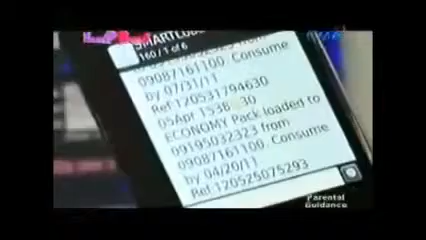 SMARTLOAD
160 / 1 of 6
09087161100. Consume
by 07/31/11
Ref:120531794630
05Apr 1538: 30
ECONOMY Pack loaded to
09195032323 from
09087161100. Consume
by 04/20/11
Ref:120525075293
Parental
Guidance